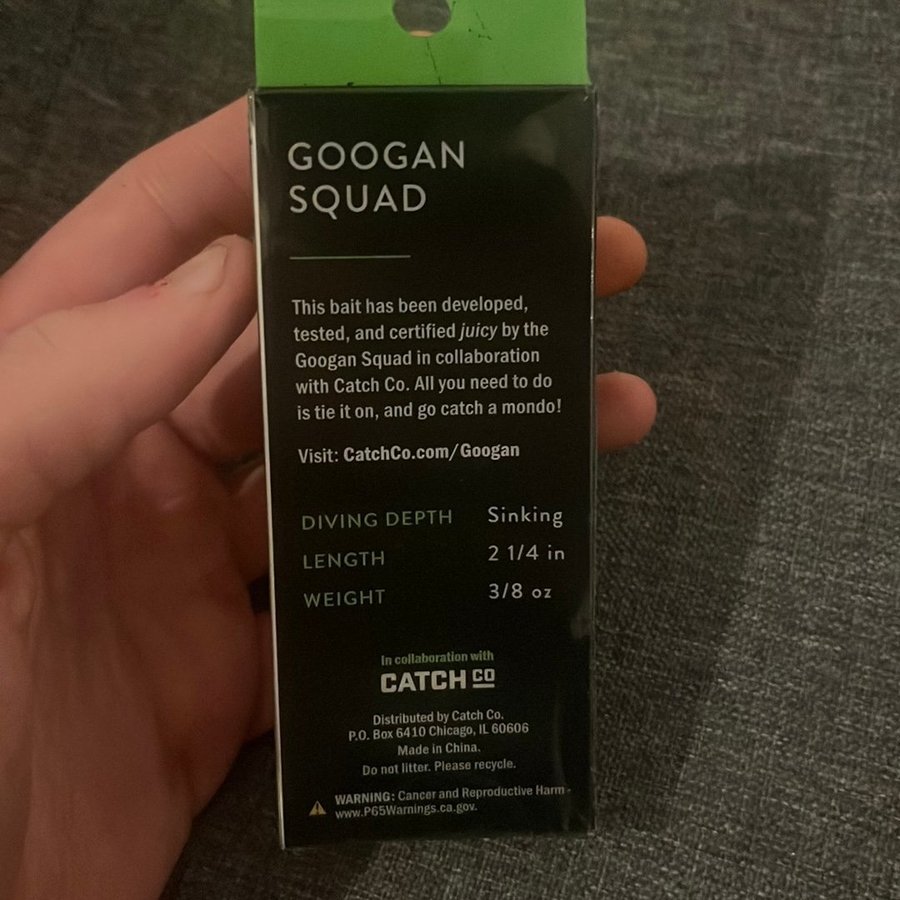 GOOGAN
SQUAD
This bait has been developed,
tested, and certified juicy by the
Googan Squad in collaboration
with Catch Co. All you need to do
is tie it on, and go catch a mondo!
Visit: CatchCo.com/Googan
DIVING DEPTH Sinking
LENGTH 2 1/4 in
WEIGHT 3/8 oz
In collaboration with
CATCH CO
Distributed by Catch Co.
P.O. Box 6410 Chicago, IL 60606
Made in China.
Do not litter. Please recycle.
WARNING: Cancer and Reproductive Harm -
www.P65Warnings.ca.gov.